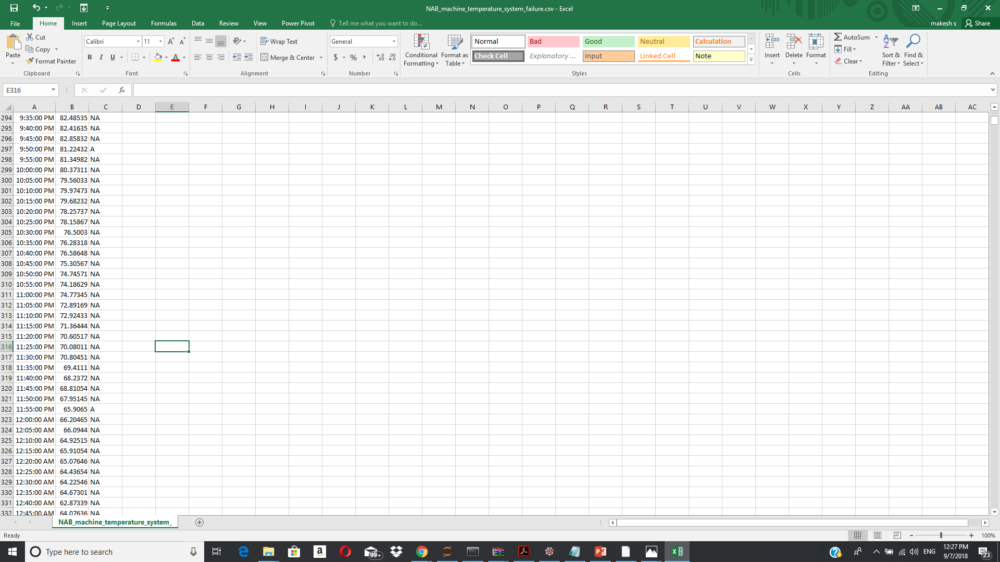 NAB_machine_temperature_system_failure.csv - Excel
File Home Insert Page Layout Formulas Data Review View Power Pivot Tell me what you want to do... makesh s Share
Paste Cut Copy Format Painter Clipboard
Calibri 11 B I U A Font
Wrap Text Merge & Center Alignment
General $ % , Number
Conditional Formatting Format as Table
Normal Bad Good Neutral Calculation
Check Cell Explanatory ... Input Linked Cell Note
Styles
Insert Delete Format Cells
AutoSum Fill Clear Sort & Filter Find & Select Editing
E316 fx
A B C D E F G H I J K L M N O P Q R S T U V W X Y Z AA AB AC
294 9:35:00 PM 82.48535 NA
295 9:40:00 PM 82.41635 NA
296 9:45:00 PM 82.85832 NA
297 9:50:00 PM 81.22432 A
298 9:55:00 PM 81.34982 NA
299 10:00:00 PM 80.37311 NA
300 10:05:00 PM 79.56033 NA
301 10:10:00 PM 79.97473 NA
302 10:15:00 PM 79.68232 NA
303 10:20:00 PM 78.25737 NA
304 10:25:00 PM 78.15867 NA
305 10:30:00 PM 76.5003 NA
306 10:35:00 PM 76.28318 NA
307 10:40:00 PM 76.58648 NA
308 10:45:00 PM 75.30567 NA
309 10:50:00 PM 74.74571 NA
310 10:55:00 PM 74.18629 NA
311 11:00:00 PM 74.77345 NA
312 11:05:00 PM 72.89169 NA
313 11:10:00 PM 72.92433 NA
314 11:15:00 PM 71.36444 NA
315 11:20:00 PM 70.60517 NA
316 11:25:00 PM 70.08011 NA
317 11:30:00 PM 70.80451 NA
318 11:35:00 PM 69.4111 NA
319 11:40:00 PM 68.2372 NA
320 11:45:00 PM 68.81054 NA
321 11:50:00 PM 67.95145 NA
322 11:55:00 PM 65.9065 A
323 12:00:00 AM 66.20465 NA
324 12:05:00 AM 66.0944 NA
325 12:10:00 AM 64.92515 NA
326 12:15:00 AM 65.91054 NA
327 12:20:00 AM 65.07646 NA
328 12:25:00 AM 64.43654 NA
329 12:30:00 AM 64.22546 NA
330 12:35:00 AM 64.67301 NA
331 12:40:00 AM 62.87339 NA
332 12:45:00 AM 64.07636 NA
NAB_machine_temperature_system_
Ready 100%
Type here to search 99+ ENG 12:27 PM 9/7/2018 23